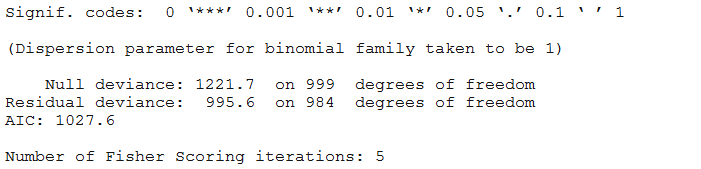 Signif. codes:  0 ‘***’ 0.001 ‘**’ 0.01 ‘*’ 0.05 ‘.’ 0.1 ‘ ’ 1
(Dispersion parameter for binomial family taken to be 1)
    Null deviance: 1221.7  on 999  degrees of freedom
Residual deviance:  995.6  on 984  degrees of freedom
AIC: 1027.6
Number of Fisher Scoring iterations: 5